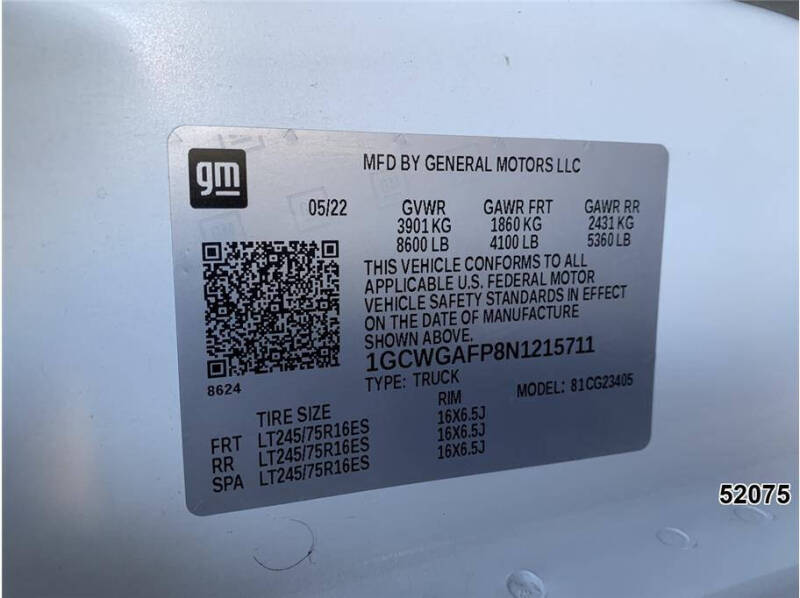 gm
MFD BY GENERAL MOTORS LLC
05/22 GVWR GAWR FRT GAWR RR
3901 KG 1860 KG 2431 KG
8600 LB 4100 LB 5360 LB
THIS VEHICLE CONFORMS TO ALL
APPLICABLE U.S. FEDERAL MOTOR
VEHICLE SAFETY STANDARDS IN EFFECT
ON THE DATE OF MANUFACTURE
SHOWN ABOVE.
1GCWGAFP8N1215711
8624
TYPE: TRUCK MODEL: 81CG23405
TIRE SIZE RIM
FRT LT245/75R16ES 16X6.5J
RR LT245/75R16ES 16X6.5J
SPA LT245/75R16ES 16X6.5J
52075